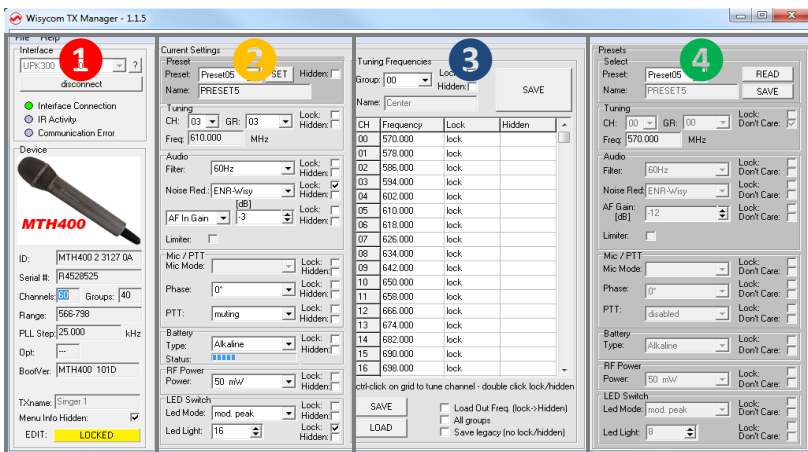 Wisycom TX Manager - 1.1.5
File Help
Interface
UPK300
?
disconnect
Interface Connection
IR Activity
Communication Error
Device
MTH400
ID: MTH400 2 3127 0A
Serial #: R4528525
Channels: 60 Groups: 40
Range: 566-798
PLL Step: 25.000 kHz
Opt: ---
BootVer: MTH400 101D
TXname: Singer 1
Menu Info Hidden:
EDIT: LOCKED
1
Current Settings
2
Preset
Preset: Preset05 SET Hidden:
Name: PRESET5
Tuning
CH: 03 GR: 03 Lock:
Hidden:
Freq: 610.000 MHz
Audio
Filter: 60Hz Lock:
Hidden:
Noise Red.: ENR-Wisy Lock:
Hidden:
[dB]
AF In Gain -3 Lock:
Hidden:
Limiter:
Mic / PTT
Mic Mode: Lock:
Hidden:
Phase: 0° Lock:
Hidden:
PTT: muting Lock:
Hidden:
Battery
Type: Alkaline Lock:
Hidden:
Status:
RF Power
Power: 50 mW Lock:
Hidden:
LED Switch
Led Mode: mod. peak Lock:
Hidden:
Led Light: 16 Lock:
Hidden:
3
Tuning Frequencies
Group: 00 Lock:
Hidden:
SAVE
Name: Center
CH Frequency Lock Hidden
00 570.000 lock
01 578.000 lock
02 586.000 lock
03 594.000 lock
04 602.000 lock
05 610.000 lock
06 618.000 lock
07 626.000 lock
08 634.000 lock
09 642.000 lock
10 650.000 lock
11 658.000 lock
12 666.000 lock
13 674.000 lock
14 682.000 lock
15 690.000 lock
16 698.000 lock
ctrl-click on grid to tune channel - double click lock/hidden
SAVE
LOAD
Load Out Freq. (lock->Hidden)
All groups
Save legacy (no lock/hidden)
4
Presets
Select
Preset: Preset05 READ
Name: PRESET5 SAVE
Tuning
CH: 00 GR: 00 Lock:
Don't Care:
Freq: 570.000 MHz
Audio
Filter: 60Hz Lock:
Don't Care:
Noise Red: ENR-Wisy Lock:
Don't Care:
AF Gain: -12 Lock:
[dB] Don't Care:
Limiter:
Mic / PTT
Mic Mode: Lock:
Don't Care:
Phase: 0° Lock:
Don't Care:
PTT: disabled Lock:
Don't Care:
Battery
Type: Alkaline Lock:
Don't Care:
RF Power
Power: 50 mW Lock:
Don't Care:
LED Switch
Led Mode: mod. peak Lock:
Don't Care:
Led Light: 8 Lock:
Don't Care: